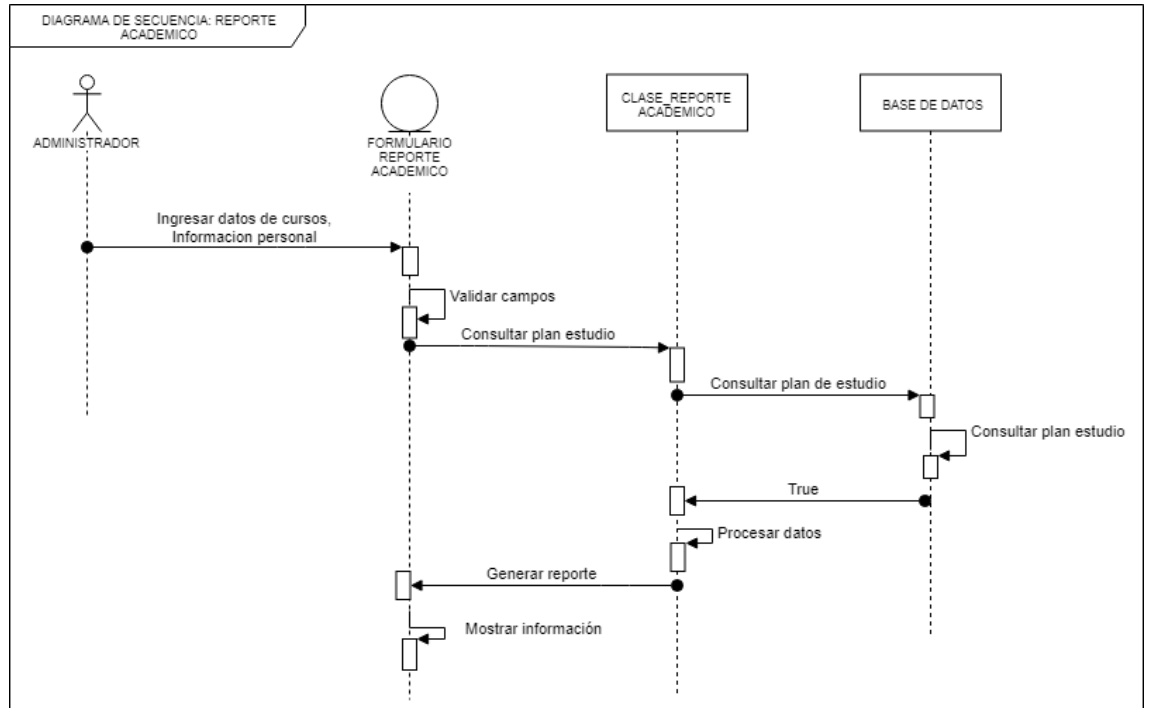 DIAGRAMA DE SECUENCIA: REPORTE
ACADEMICO
ADMINISTRADOR
FORMULARIO
REPORTE
ACADEMICO
CLASE_REPORTE
ACADEMICO
BASE DE DATOS
Ingresar datos de cursos,
Informacion personal
Validar campos
Consultar plan estudio
Consultar plan de estudio
Consultar plan estudio
True
Procesar datos
Generar reporte
Mostrar información